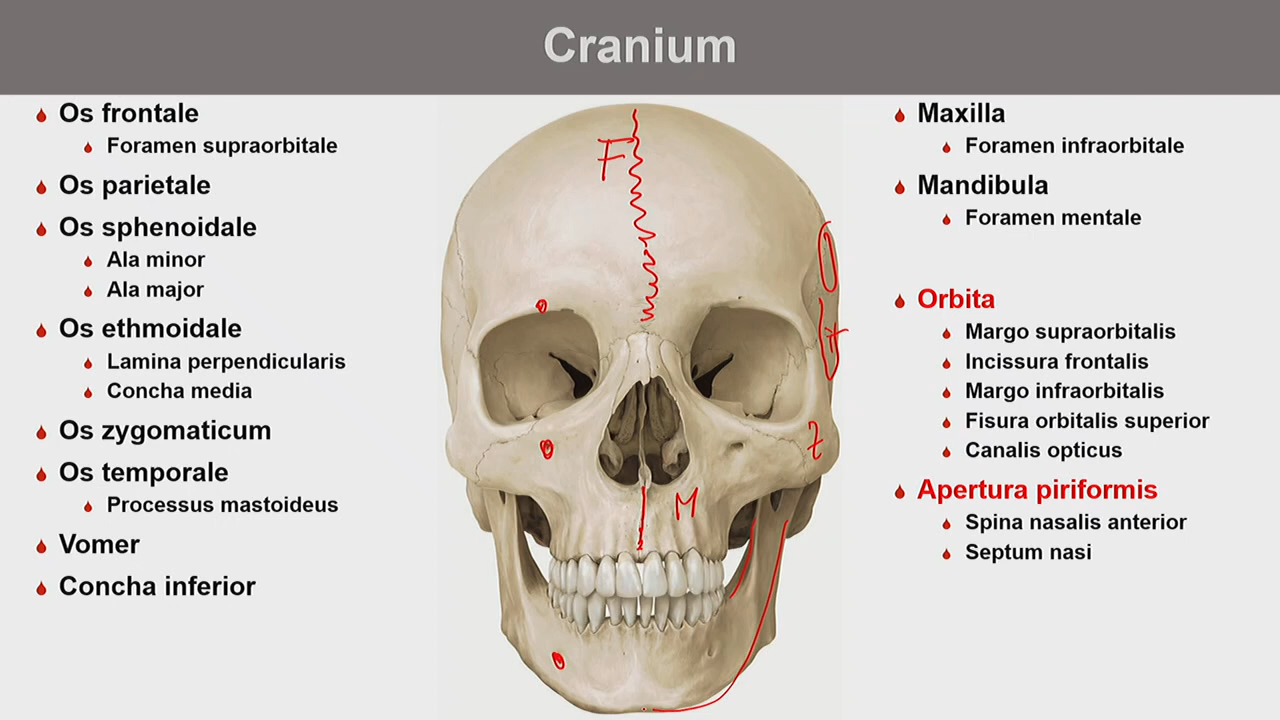 Cranium
Os frontale
Foramen supraorbitale
Os parietale
Os sphenoidale
Ala minor
Ala major
Os ethmoidale
Lamina perpendicularis
Concha media
Os zygomaticum
Os temporale
Processus mastoideus
Vomer
Concha inferior
F
Z
M
Maxilla
Foramen infraorbitale
Mandibula
Foramen mentale
Orbita
Margo supraorbitalis
Incissura frontalis
Margo infraorbitalis
Fisura orbitalis superior
Canalis opticus
Apertura piriformis
Spina nasalis anterior
Septum nasi